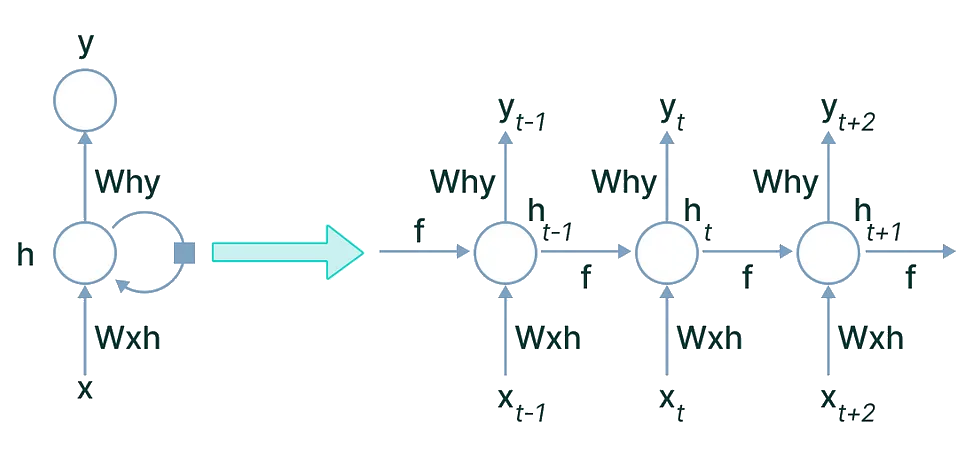 y
Why
h
Wxh
x
y t-1 y t y t+2
Why Why Why
f h t-1 h t h t+1
f f f
Wxh Wxh Wxh
x t-1 x t x t+2